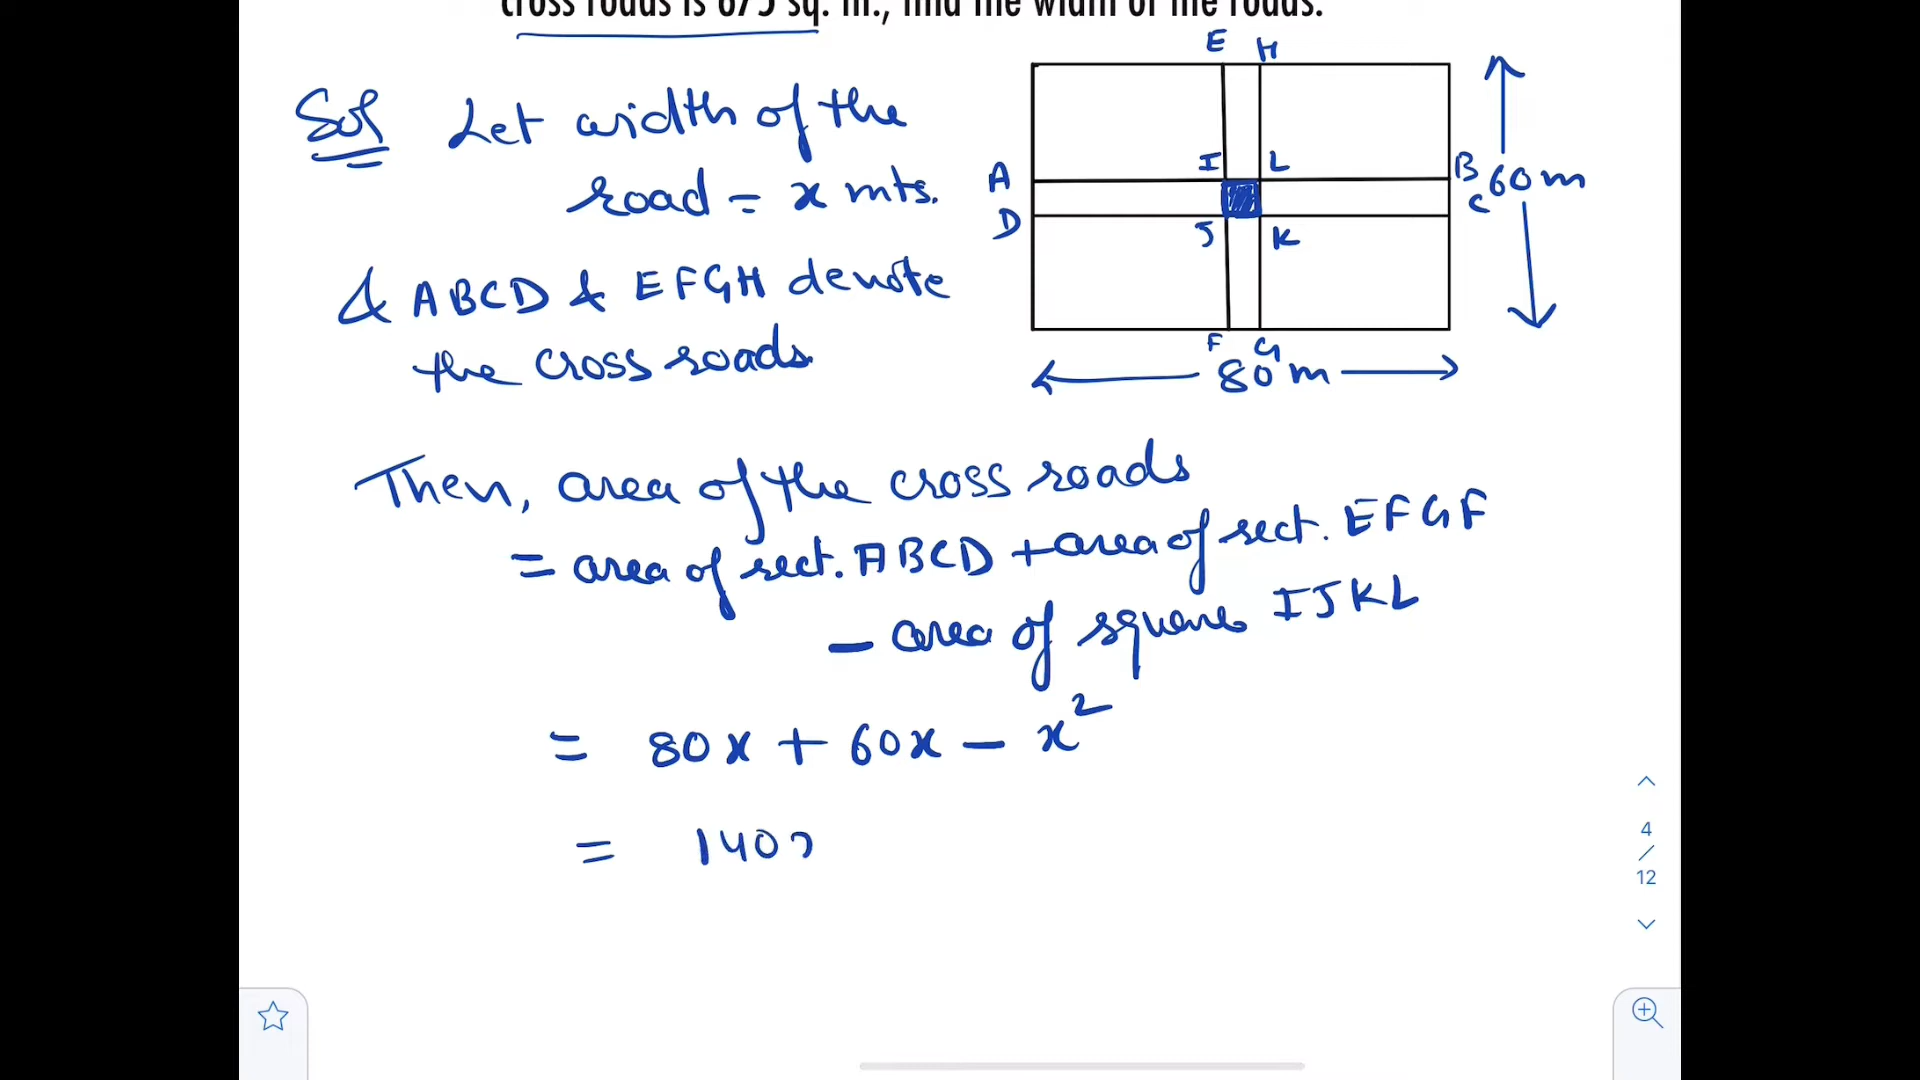 cross roads is 675 sq. m., find the width of the roads.
E H
Sol Let width of the
road = x mts.
I L
A B 60 m
D C
J K
& ABCD & EFGH denote
the cross roads
F G
80 m
Then, area of the cross roads
= area of rect. ABCD + area of rect. EFGF
- area of square IJKL
= 80x + 60x - x²
= 140
4
/
12